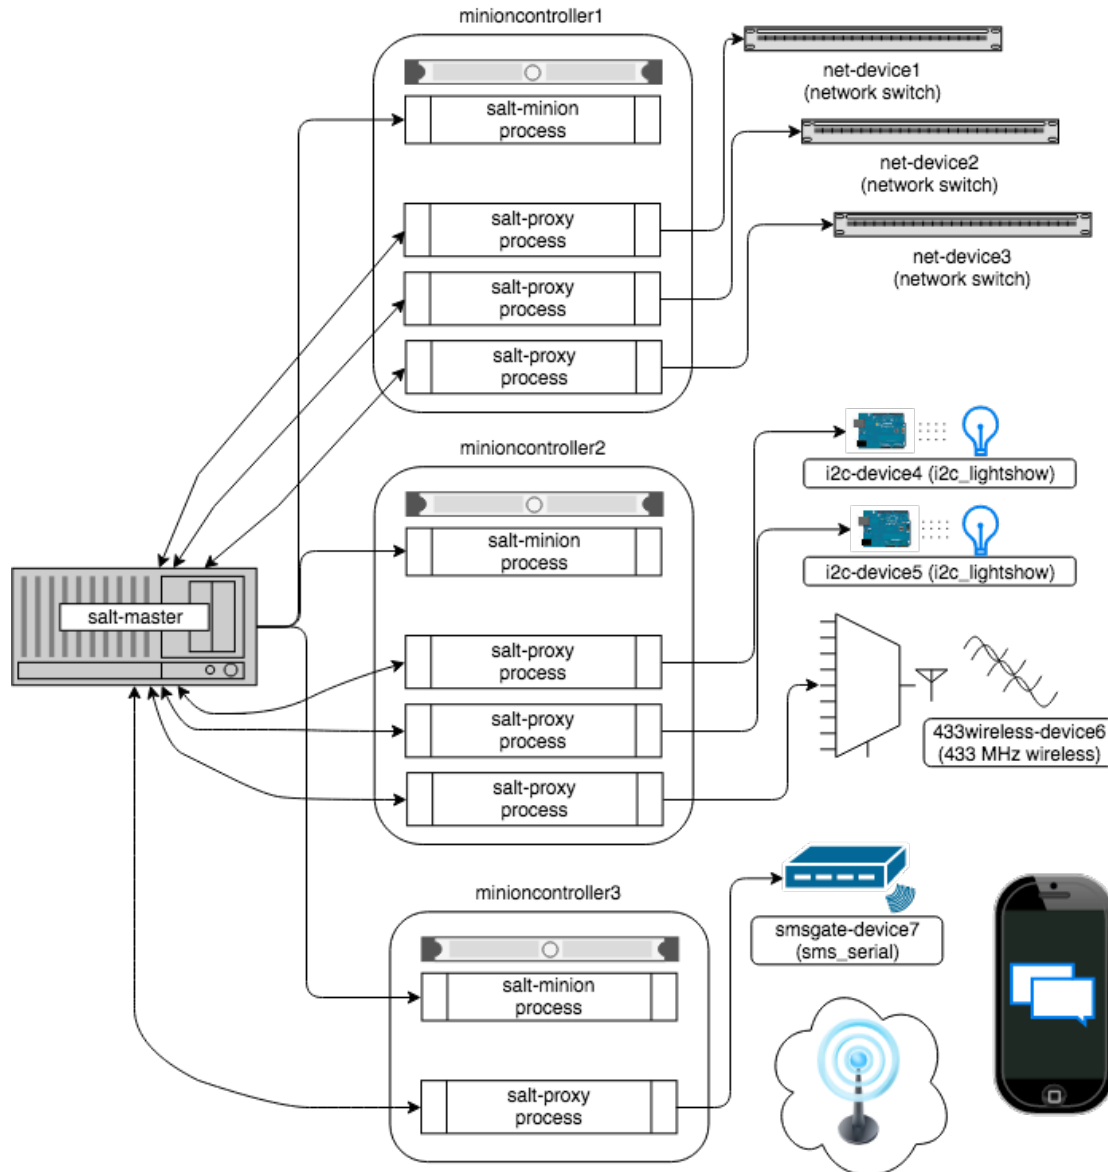 minioncontroller1
salt-minion
process
salt-proxy
process
salt-proxy
process
salt-proxy
process
net-device1
(network switch)
net-device2
(network switch)
net-device3
(network switch)
salt-master
minioncontroller2
salt-minion
process
salt-proxy
process
salt-proxy
process
salt-proxy
process
i2c-device4 (i2c_lightshow)
i2c-device5 (i2c_lightshow)
433wireless-device6
(433 MHz wireless)
minioncontroller3
salt-minion
process
salt-proxy
process
smsgate-device7
(sms_serial)